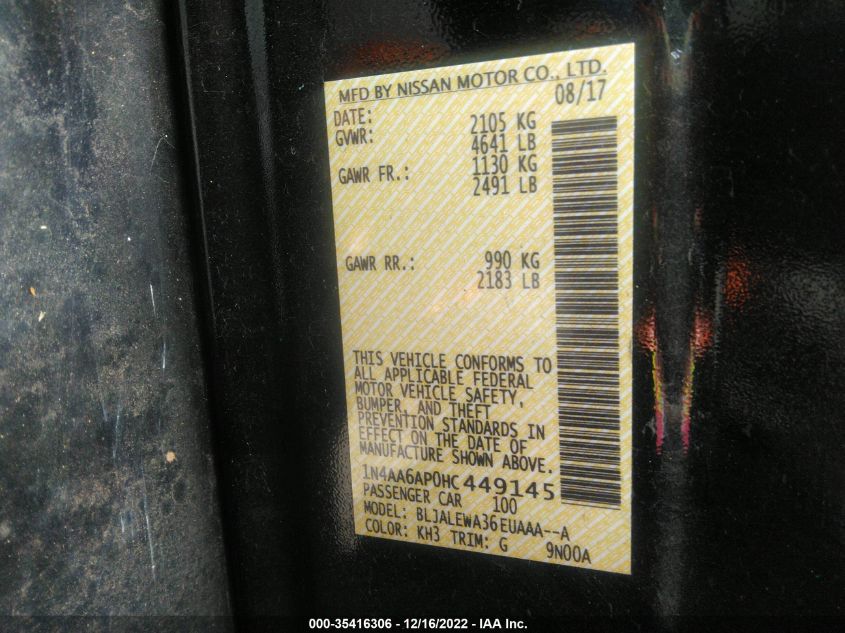 MFD BY NISSAN MOTOR CO., LTD.
DATE: 08/17
GVWR: 2105 KG
4641 LB
GAWR FR.: 1130 KG
2491 LB
GAWR RR.: 990 KG
2183 LB
THIS VEHICLE CONFORMS TO
ALL APPLICABLE FEDERAL
MOTOR VEHICLE SAFETY,
BUMPER, AND THEFT
PREVENTION STANDARDS IN
EFFECT ON THE DATE OF
MANUFACTURE SHOWN ABOVE.
1N4AA6AP0HC449145
PASSENGER CAR 100
MODEL: BLJALEWA36EUAAA--A
COLOR: KH3 TRIM: G 9N00A
000-35416306 - 12/16/2022 - IAA Inc.